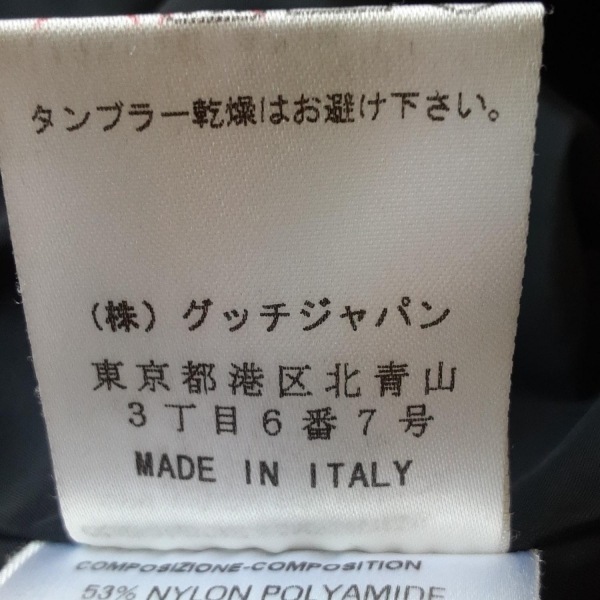 タンブラー乾燥はお避け下さい。
(株) グッチジャパン
東京都港区北青山
3丁目6番7号
MADE IN ITALY
COMPOSIZIONE-COMPOSITION
53% NYLON POLYAMIDE